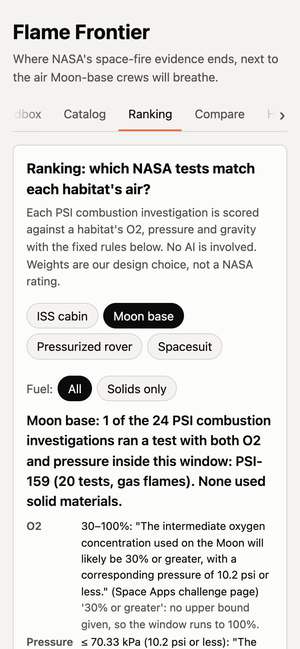 Flame Frontier
Where NASA's space-fire evidence ends, next to
the air Moon-base crews will breathe.
dbox Catalog Ranking Compare
Ranking: which NASA tests match
each habitat's air?
Each PSI combustion investigation is scored
against a habitat's O2, pressure and gravity
with the fixed rules below. No AI is involved.
Weights are our design choice, not a NASA
rating.
ISS cabin Moon base
Pressurized rover Spacesuit
Fuel: All Solids only
Moon base: 1 of the 24 PSI combustion
investigations ran a test with both O2
and pressure inside this window: PSI-
159 (20 tests, gas flames). None used
solid materials.
O2 30–100%: "The intermediate oxygen
concentration used on the Moon will
likely be 30% or greater, with a
corresponding pressure of 10.2 psi or
less." (Space Apps challenge page)
'30% or greater': no upper bound
given, so the window runs to 100%.
Pressure ≤ 70.33 kPa (10.2 psi or less): "The